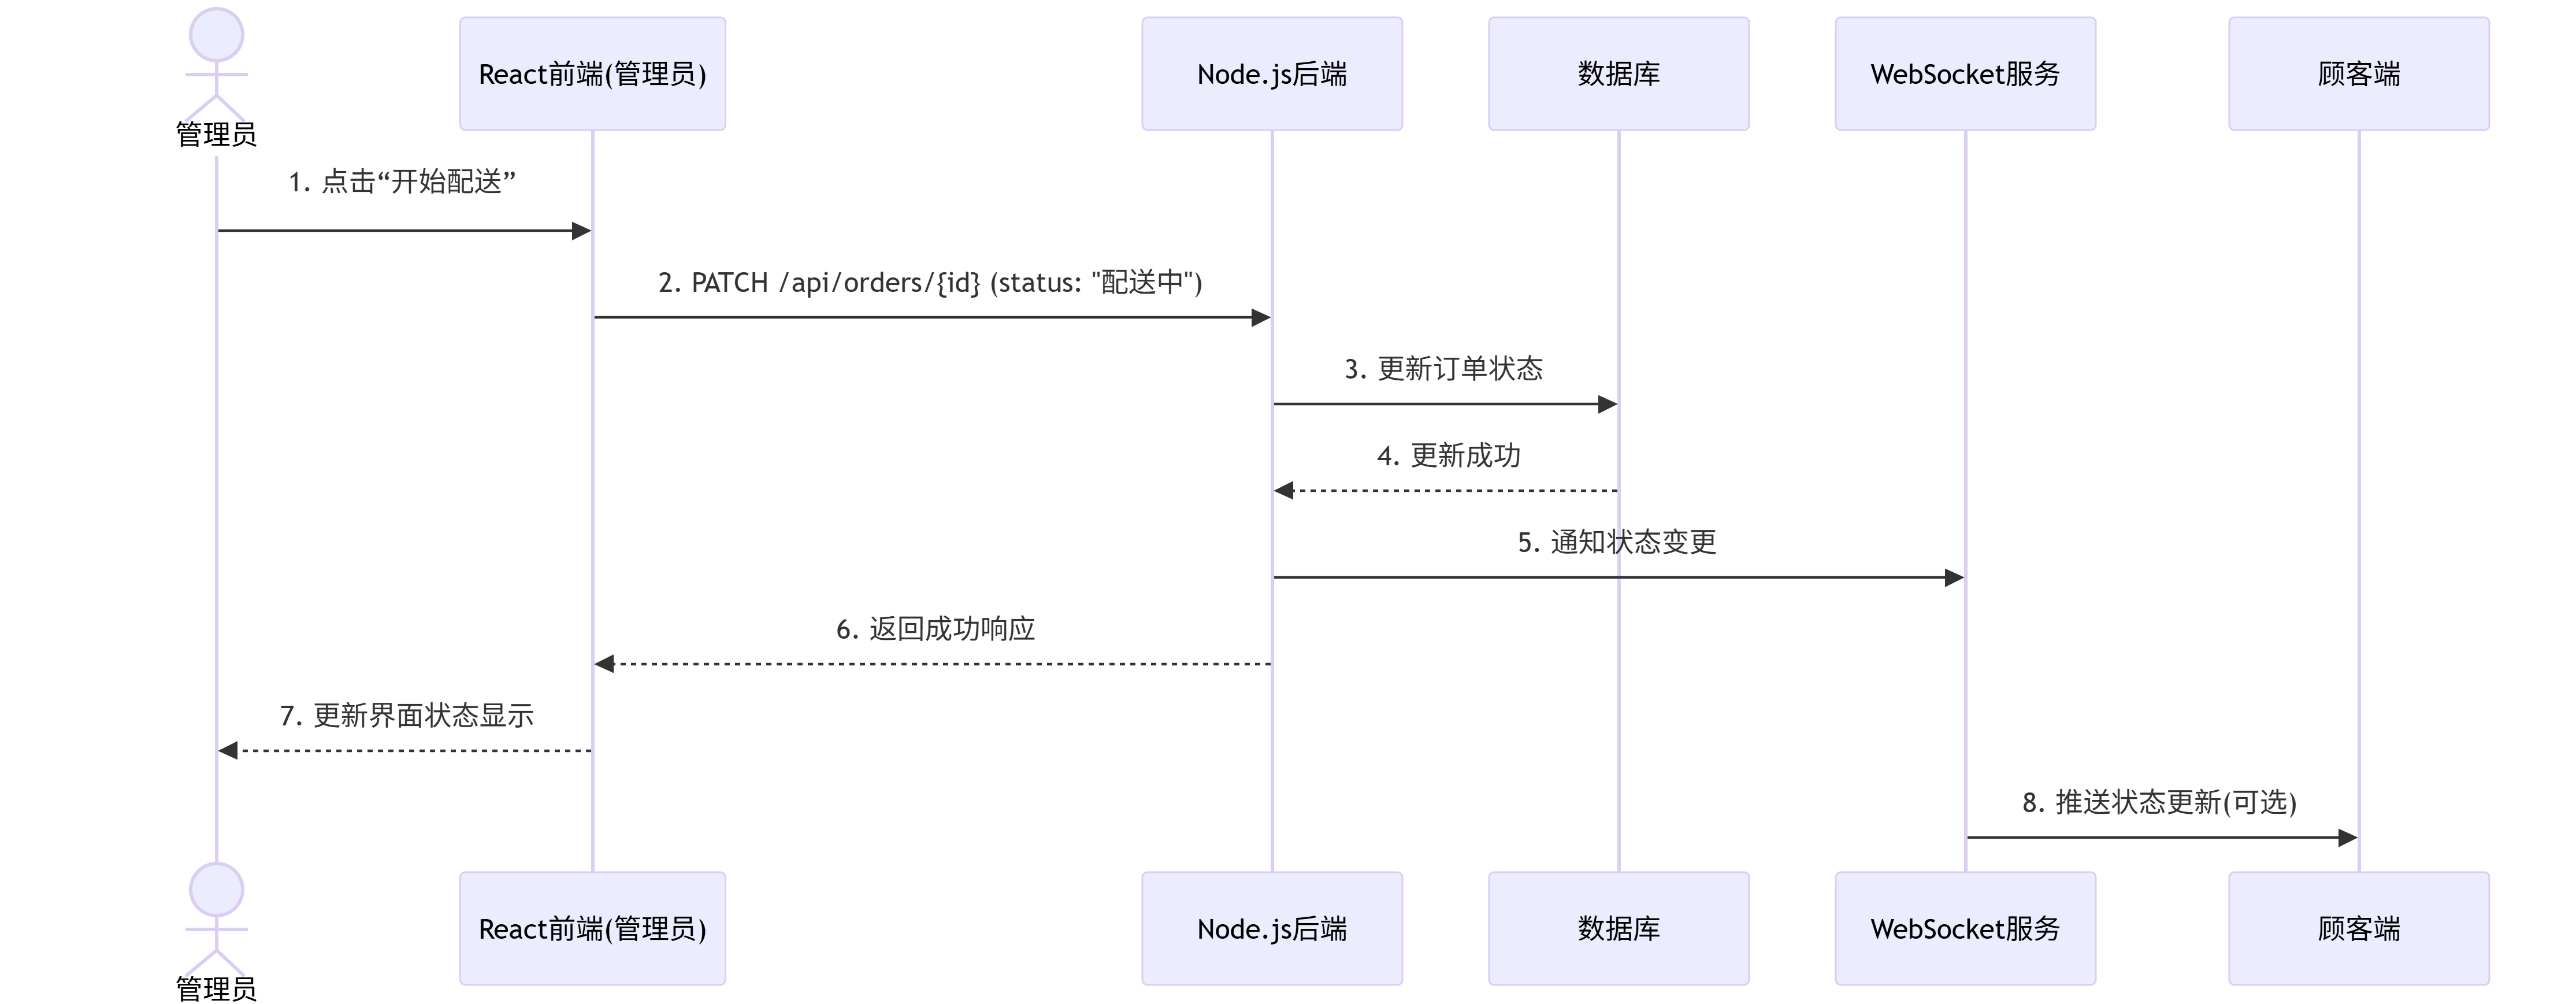 React前端(管理员)
Node.js后端
数据库
WebSocket服务
顾客端
管理员
1. 点击“开始配送”
2. PATCH /api/orders/{id} (status: "配送中")
3. 更新订单状态
4. 更新成功
5. 通知状态变更
6. 返回成功响应
7. 更新界面状态显示
8. 推送状态更新(可选)
React前端(管理员)
Node.js后端
数据库
WebSocket服务
顾客端
管理员